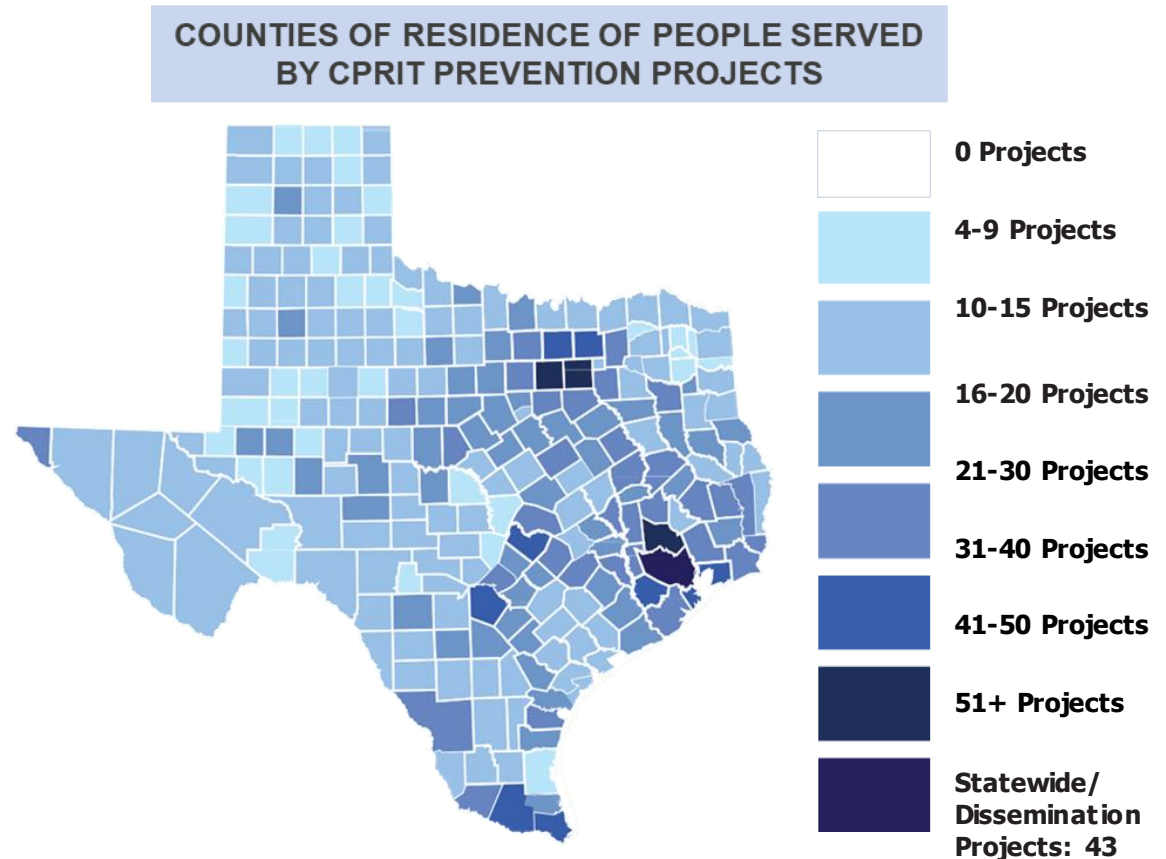 COUNTIES OF RESIDENCE OF PEOPLE SERVED
BY CPRIT PREVENTION PROJECTS
0 Projects
4-9 Projects
10-15 Projects
16-20 Projects
21-30 Projects
31-40 Projects
41-50 Projects
51+ Projects
Statewide/
Dissemination
Projects: 43